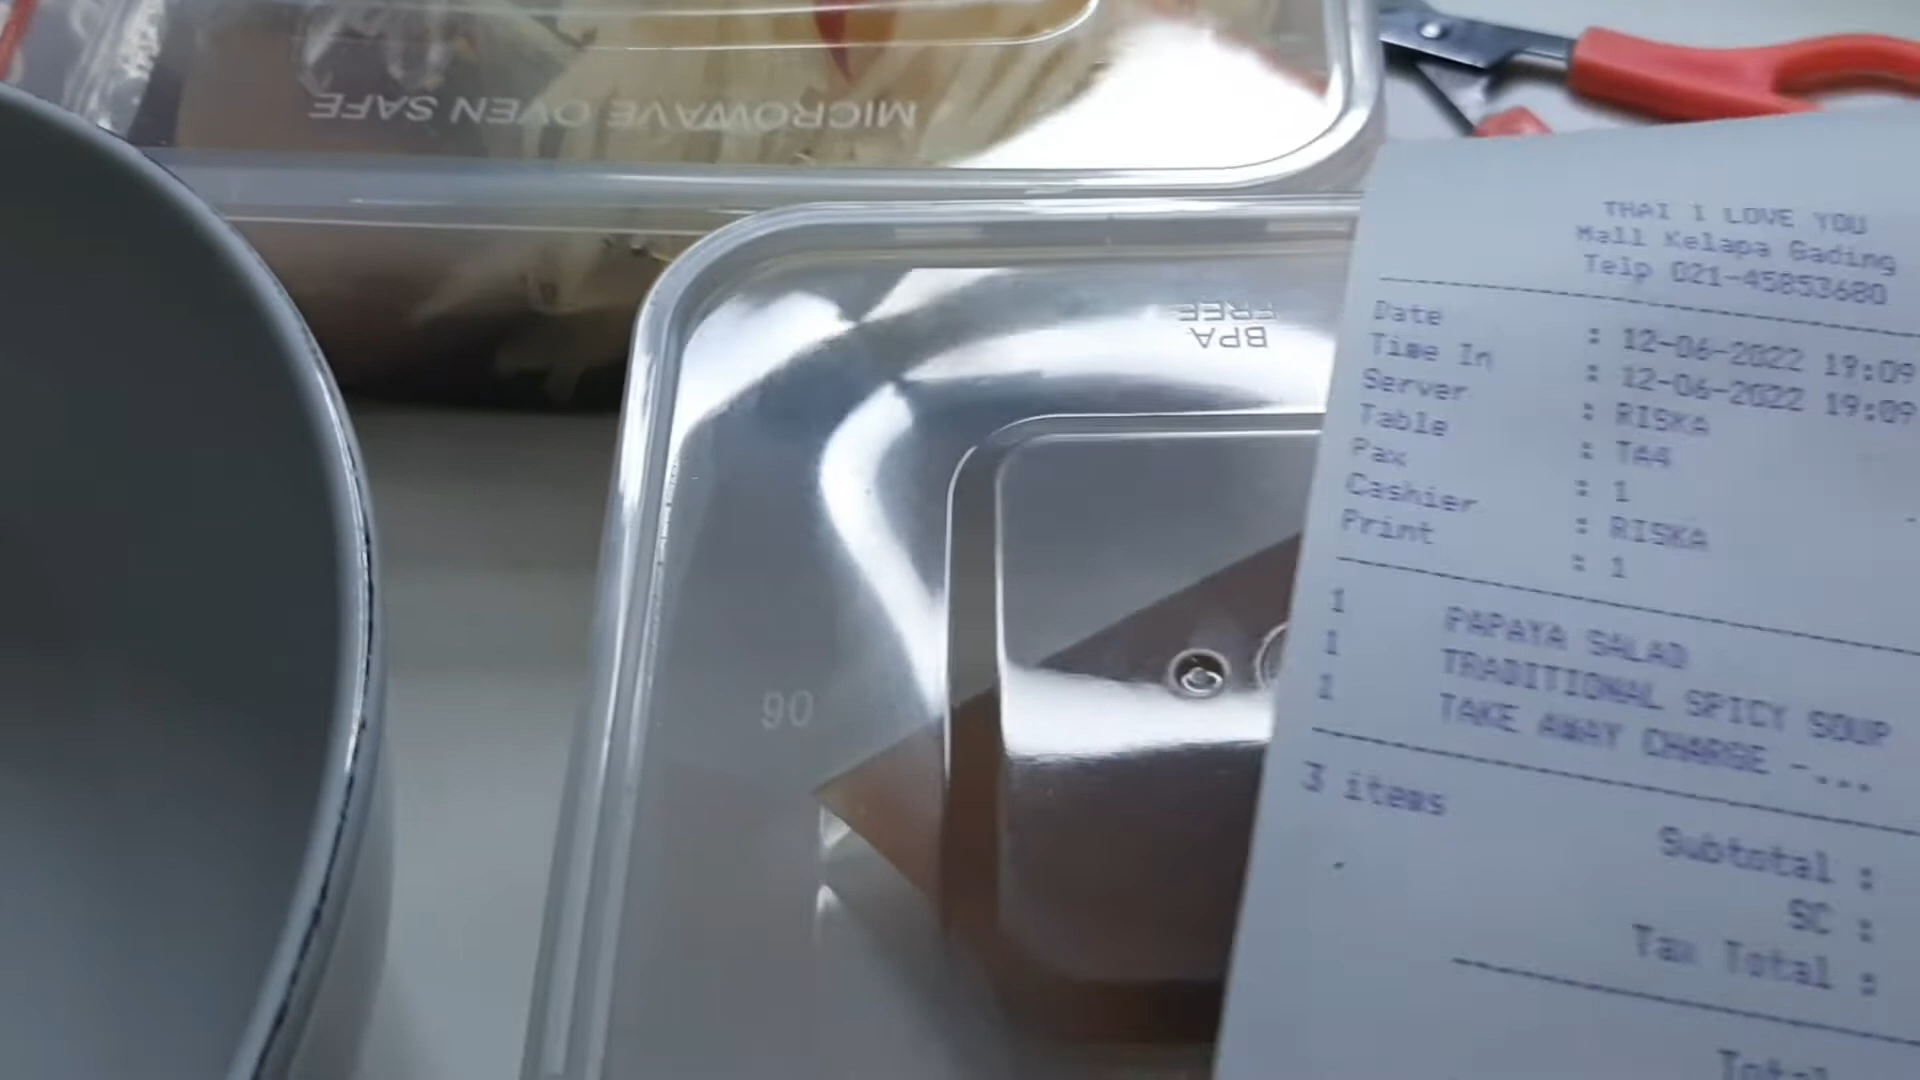 MICROWAVE OVEN SAFE
BPA
FREE
90
THAI I LOVE YOU
Mall Kelapa Gading
Telp 021-45853680
Date : 12-06-2022 19:09
Time In : 12-06-2022 19:09
Server : RISKA
Table : TA4
Pax : 1
Cashier : RISKA
Print : 1
1 PAPAYA SALAD
1 TRADITIONAL SPICY SOUP
1 TAKE AWAY CHARGE -...
3 items
Subtotal :
SC :
Tax Total :
Total